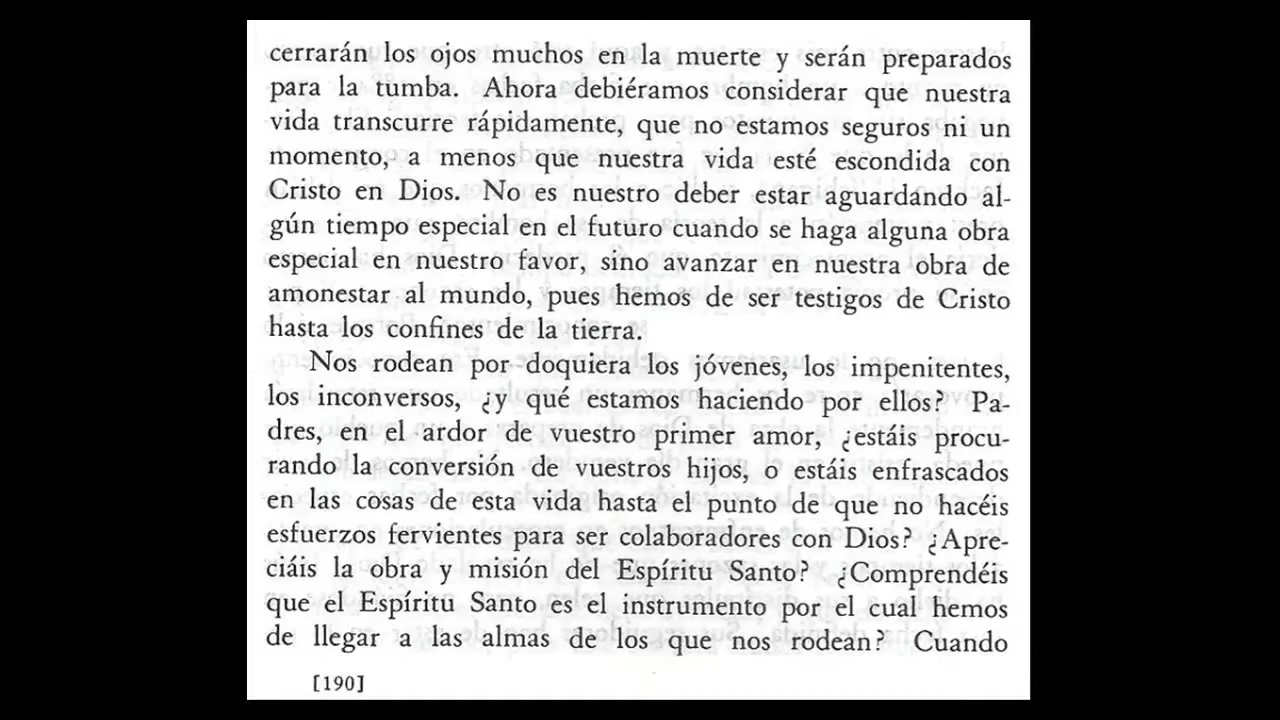 cerrarán los ojos muchos en la muerte y serán preparados
para la tumba. Ahora debiéramos considerar que nuestra
vida transcurre rápidamente, que no estamos seguros ni un
momento, a menos que nuestra vida esté escondida con
Cristo en Dios. No es nuestro deber estar aguardando al-
gún tiempo especial en el futuro cuando se haga alguna obra
especial en nuestro favor, sino avanzar en nuestra obra de
amonestar al mundo, pues hemos de ser testigos de Cristo
hasta los confines de la tierra.
Nos rodean por doquiera los jóvenes, los impenitentes,
los inconversos, ¿y qué estamos haciendo por ellos? Pa-
dres, en el ardor de vuestro primer amor, ¿estáis procu-
rando la conversión de vuestros hijos, o estáis enfrascados
en las cosas de esta vida hasta el punto de que no hacéis
esfuerzos fervientes para ser colaboradores con Dios? ¿Apre-
ciáis la obra y misión del Espíritu Santo? ¿Comprendéis
que el Espíritu Santo es el instrumento por el cual hemos
de llegar a las almas de los que nos rodean? Cuando
[190]